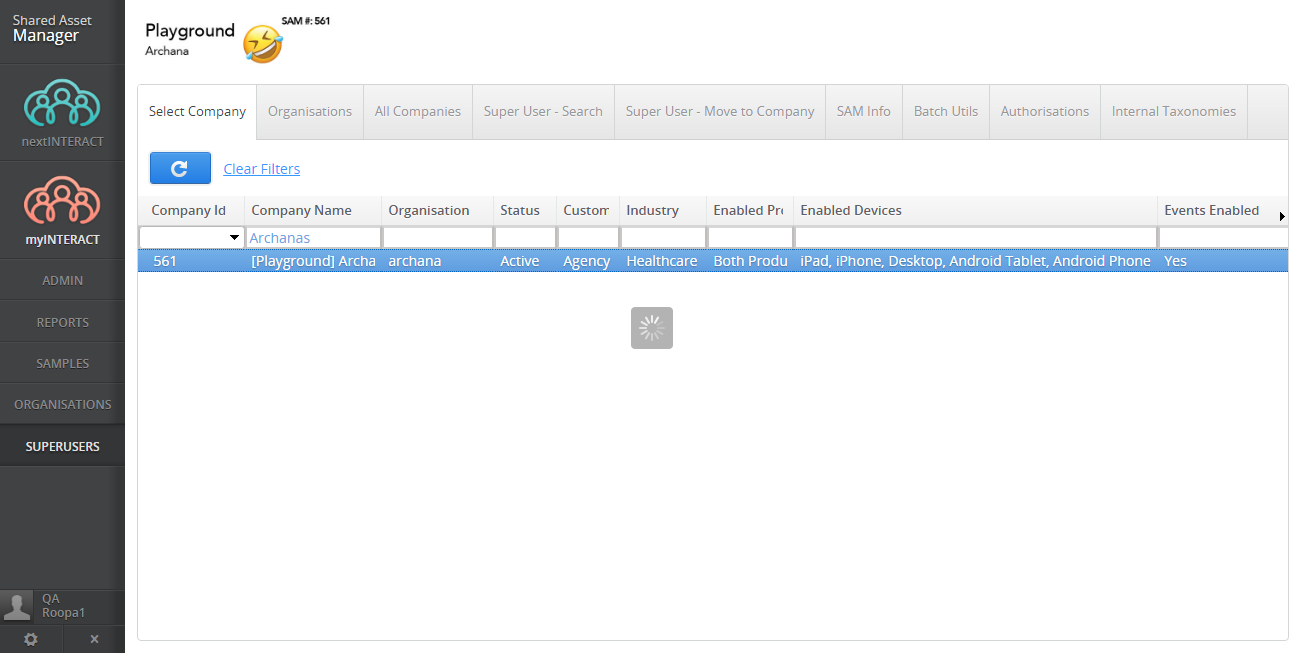 Shared Asset
Manager
nextINTERACT
myINTERACT
ADMIN
REPORTS
SAMPLES
ORGANISATIONS
SUPERUSERS
QA
Roopa1
Playground
SAM #: 561
Archana
Select Company Organisations All Companies Super User - Search Super User - Move to Company SAM Info Batch Utils Authorisations Internal Taxonomies
Clear Filters
Company Id Company Name Organisation Status Custom Industry Enabled Pro Enabled Devices Events Enabled
Archanas
561 [Playground] Archa archana Active Agency Healthcare Both Produ iPad, iPhone, Desktop, Android Tablet, Android Phone Yes